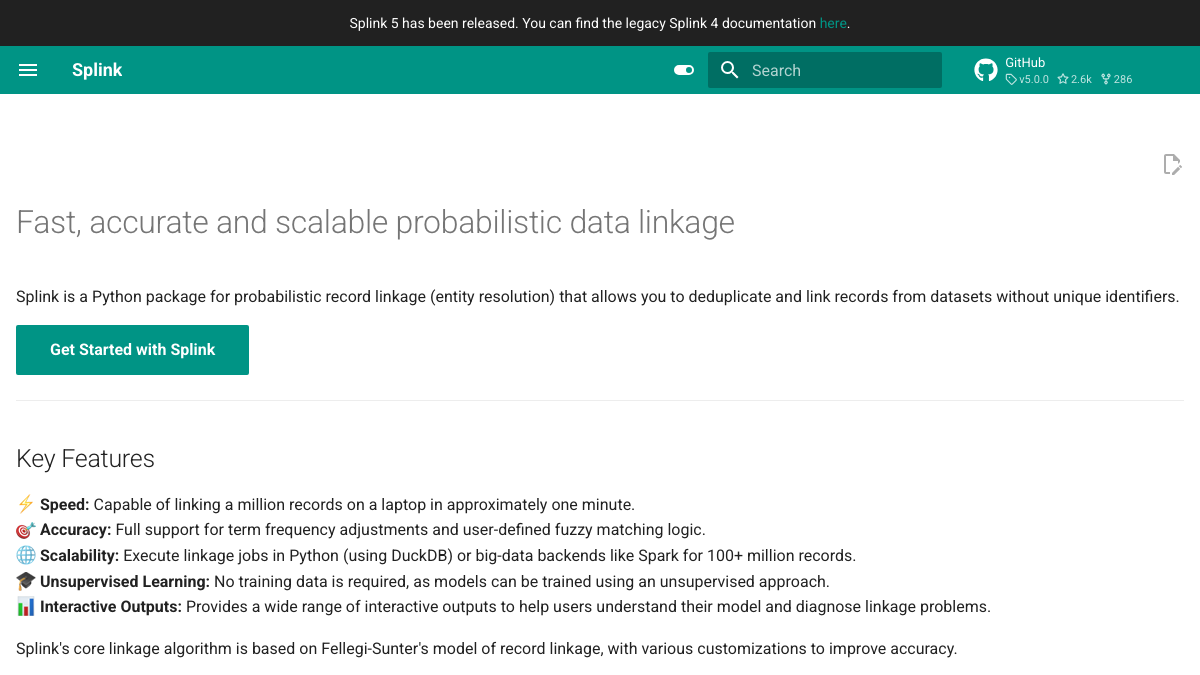 Splink 5 has been released. You can find the legacy Splink 4 documentation here.
Splink
Search
GitHub
v5.0.0 2.6k 286
Fast, accurate and scalable probabilistic data linkage
Splink is a Python package for probabilistic record linkage (entity resolution) that allows you to deduplicate and link records from datasets without unique identifiers.
Get Started with Splink
Key Features
⚡ Speed: Capable of linking a million records on a laptop in approximately one minute.
🎯 Accuracy: Full support for term frequency adjustments and user-defined fuzzy matching logic.
🌐 Scalability: Execute linkage jobs in Python (using DuckDB) or big-data backends like Spark for 100+ million records.
🎓 Unsupervised Learning: No training data is required, as models can be trained using an unsupervised approach.
📊 Interactive Outputs: Provides a wide range of interactive outputs to help users understand their model and diagnose linkage problems.
Splink's core linkage algorithm is based on Fellegi-Sunter's model of record linkage, with various customizations to improve accuracy.